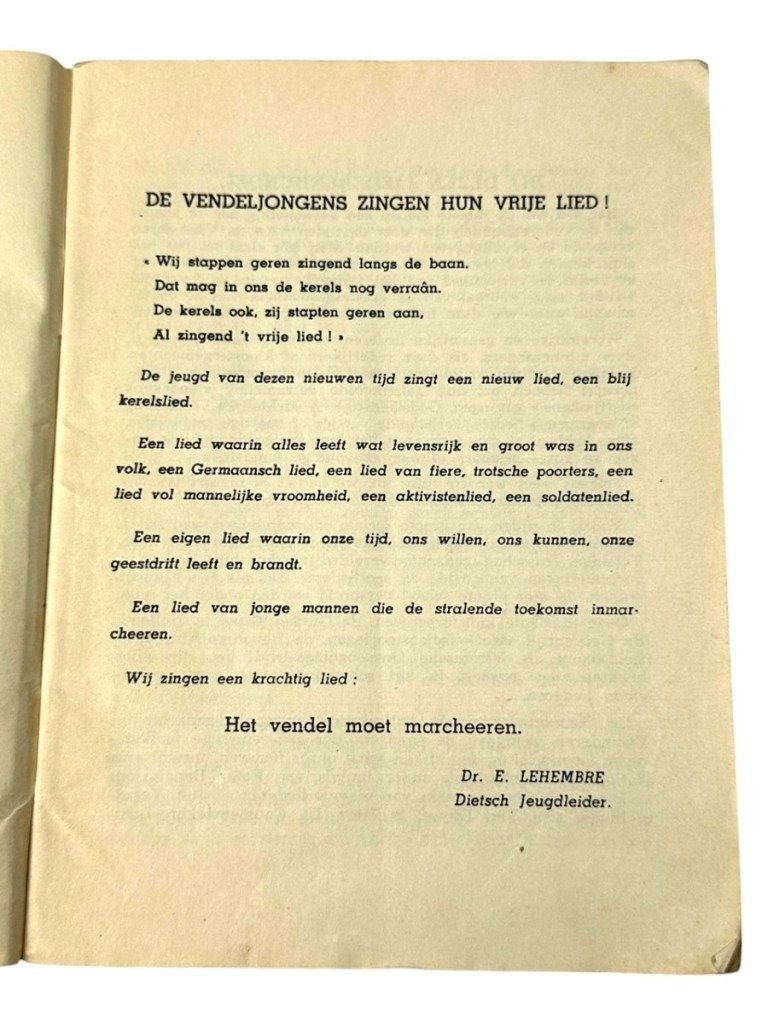 DE VENDELJONGENS ZINGEN HUN VRIJE LIED !
« Wij stappen geren zingend langs de baan.
Dat mag in ons de kerels nog verraân.
De kerels ook, zij stapten geren aan,
Al zingend 't vrije lied ! »
De jeugd van dezen nieuwen tijd zingt een nieuw lied, een blij
kerelslied.
Een lied waarin alles leeft wat levensrijk en groot was in ons
volk, een Germaansch lied, een lied van fiere, trotsche poorters, een
lied vol mannelijke vroomheid, een aktivistenlied, een soldatenlied.
Een eigen lied waarin onze tijd, ons willen, ons kunnen, onze
geestdrift leeft en brandt.
Een lied van jonge mannen die de stralende toekomst inmar-
cheeren.
Wij zingen een krachtig lied :
Het vendel moet marcheeren.
Dr. E. LEHEMBRE
Dietsch Jeugdleider.